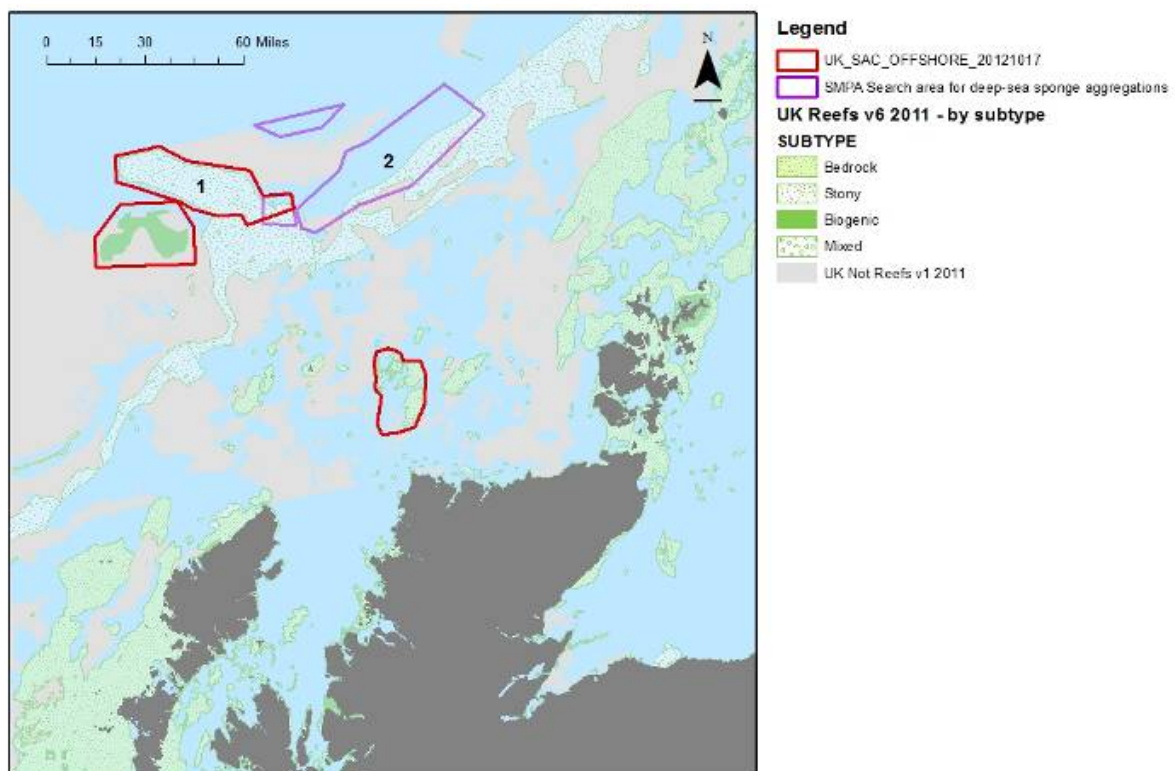 0 15 30 60 Miles
N
1
2
Legend
UK_SAC_OFFSHORE_20121017
SMPA Search area for deep-sea sponge aggregations
UK Reefs v6 2011 - by subtype
SUBTYPE
Bedrock
Stony
Biogenic
Mixed
UK Not Reefs v1 2011